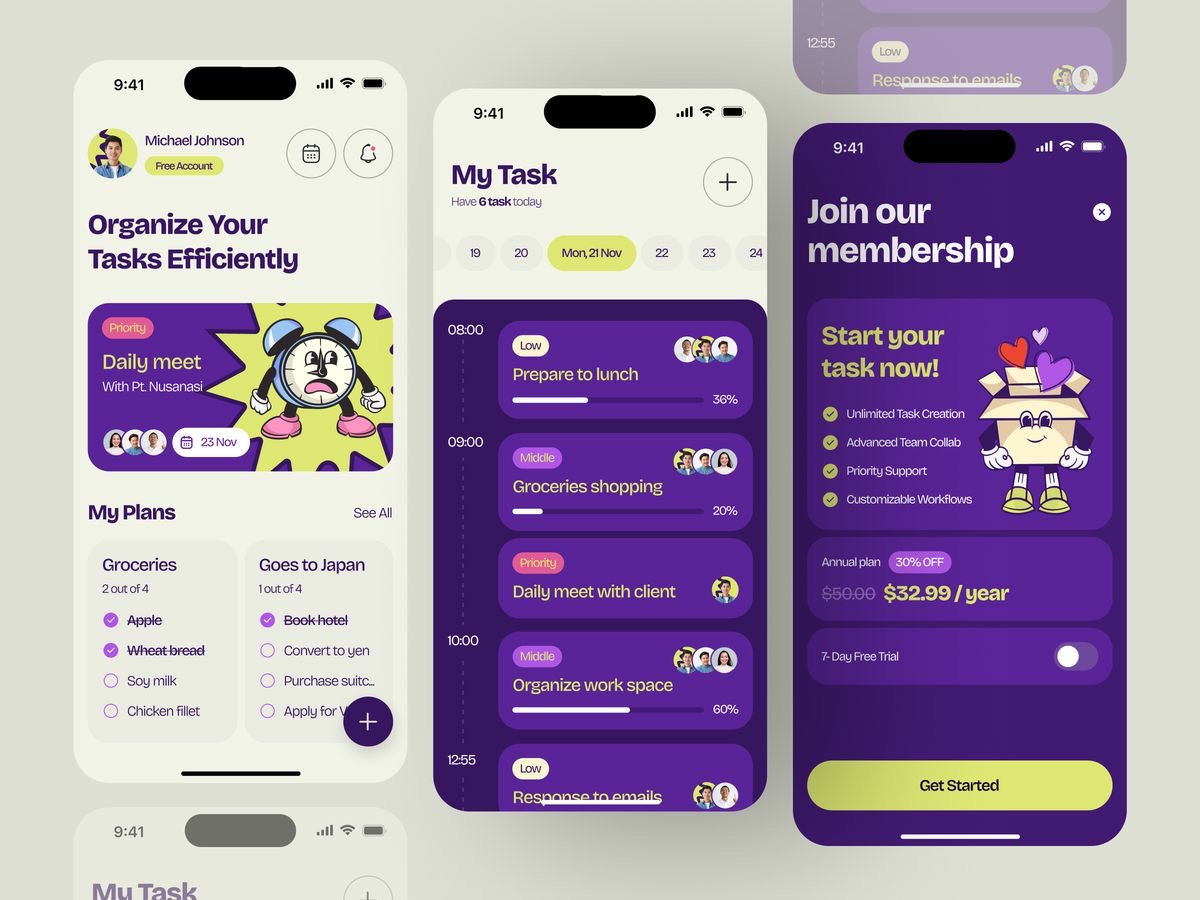 9:41
Michael Johnson
Free Account
Organize Your
Tasks Efficiently
Priority
Daily meet
With Pt. Nusanasi
23 Nov
My Plans
See All
Groceries
2 out of 4
Apple
Wheat bread
Soy milk
Chicken fillet
Goes to Japan
1 out of 4
Book hotel
Convert to yen
Purchase suitc...
Apply for V
9:41
My Task
9:41
My Task
Have 6 task today
19
20
Mon, 21 Nov
22
23
24
08:00
Low
Prepare to lunch
36%
09:00
Middle
Groceries shopping
20%
Priority
Daily meet with client
10:00
Middle
Organize work space
60%
12:55
Low
Response to emails
12:55
Low
Response to emails
9:41
Join our
membership
Start your
task now!
Unlimited Task Creation
Advanced Team Collab
Priority Support
Customizable Workflows
Annual plan
30% OFF
$50.00 $32.99 / year
7- Day Free Trial
Get Started